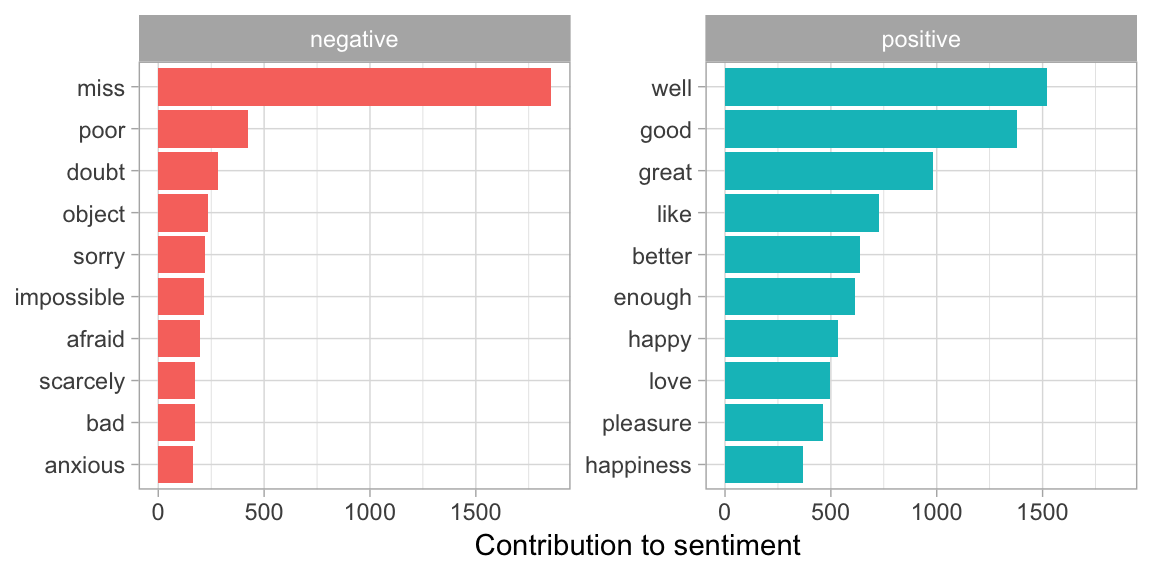 negative
miss
poor
doubt
object
sorry
impossible
afraid
scarcely
bad
anxious
0 500 1000 1500
positive
well
good
great
like
better
enough
happy
love
pleasure
happiness
0 500 1000 1500
Contribution to sentiment